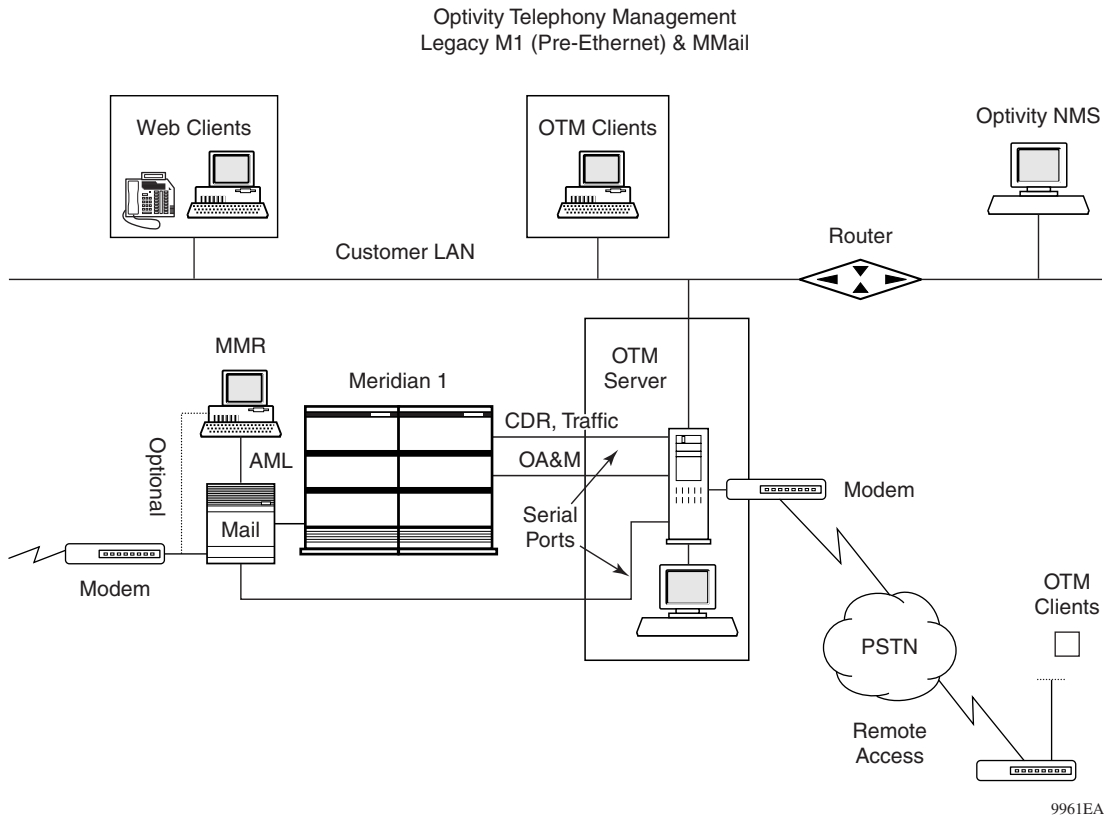 Optivity Telephony Management
Legacy M1 (Pre-Ethernet) & MMail
Web Clients
OTM Clients
Optivity NMS
Customer LAN
Router
MMR
Meridian 1
OTM
Server
CDR, Traffic
Optional
AML
OA&M
Mail
Serial
Ports
Modem
Modem
OTM
Clients
PSTN
Remote
Access
9961EA